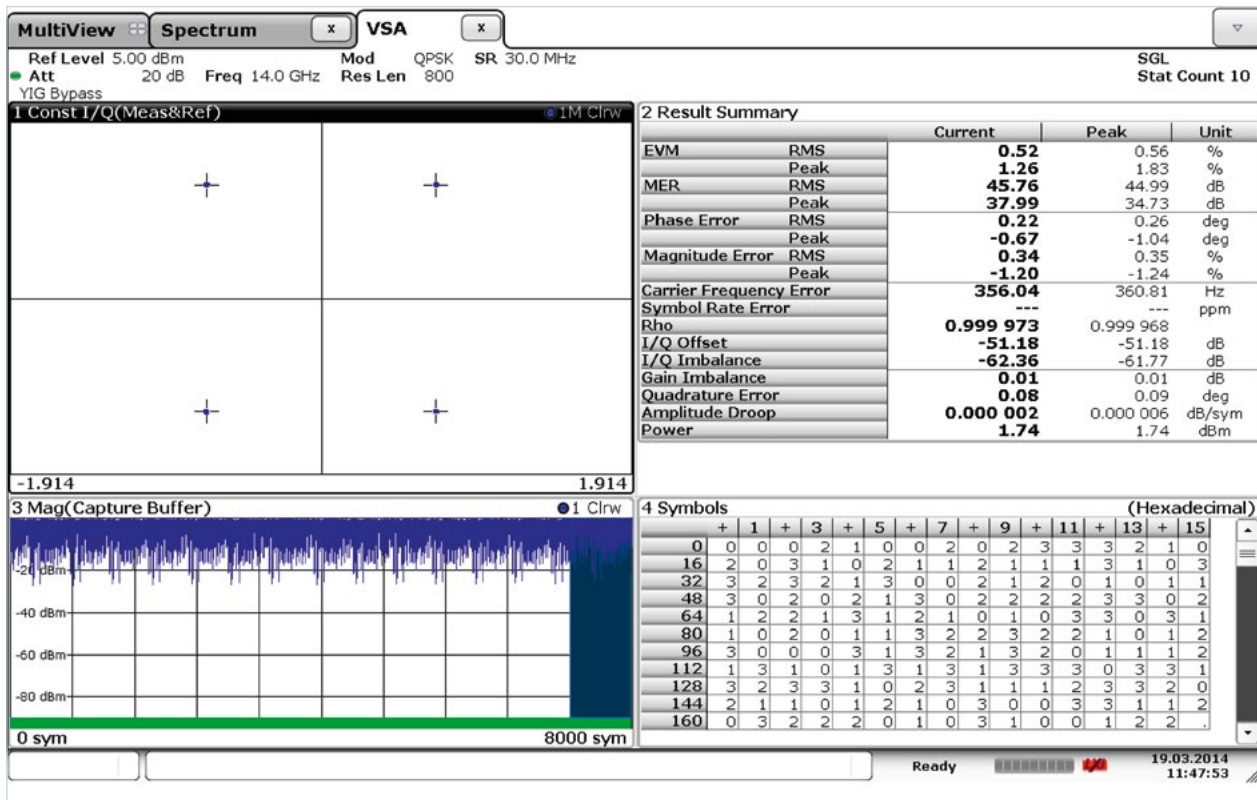 MultiView Spectrum x VSA x
Ref Level 5.00 dBm Mod QPSK SR 30.0 MHz SGL
Att 20 dB Freq 14.0 GHz Res Len 800 Stat Count 10
YIG Bypass
1 Const I/Q(Meas&Ref) 1M Clrw
-1.914 1.914
2 Result Summary
Current Peak Unit
EVM RMS 0.52 0.56 %
Peak 1.26 1.83 %
MER RMS 45.76 44.99 dB
Peak 37.99 34.73 dB
Phase Error RMS 0.22 0.26 deg
Peak -0.67 -1.04 deg
Magnitude Error RMS 0.34 0.35 %
Peak -1.20 -1.24 %
Carrier Frequency Error 356.04 360.81 Hz
Symbol Rate Error --- --- ppm
Rho 0.999 973 0.999 968
I/Q Offset -51.18 -51.18 dB
I/Q Imbalance -62.36 -61.77 dB
Gain Imbalance 0.01 0.01 dB
Quadrature Error 0.08 0.09 deg
Amplitude Droop 0.000 002 0.000 006 dB/sym
Power 1.74 1.74 dBm
3 Mag(Capture Buffer) 1 Clrw
-20 dBm
-40 dBm
-60 dBm
-80 dBm
0 sym 8000 sym
4 Symbols (Hexadecimal)
+ 1 + 3 + 5 + 7 + 9 + 11 + 13 + 15
0 0 0 0 2 1 0 0 2 0 2 3 3 3 2 1 0
16 2 0 3 1 0 2 1 1 2 1 1 1 3 1 0 3
32 3 2 3 2 1 3 0 0 2 1 2 0 1 0 1 1
48 3 0 2 0 2 1 3 0 2 2 2 2 3 3 0 2
64 1 2 2 1 3 1 2 1 0 1 0 3 3 0 3 1
80 1 0 2 0 1 1 3 2 2 3 2 2 1 0 1 2
96 3 0 0 0 3 1 3 2 1 3 2 0 1 1 1 2
112 1 3 1 0 1 3 1 3 1 3 3 3 0 3 3 1
128 3 2 3 3 1 0 2 3 1 1 1 2 3 3 2 0
144 2 1 1 0 1 2 1 0 3 0 0 3 3 1 1 2
160 0 3 2 2 2 0 1 0 3 1 0 0 1 2 2 .
Ready LXI 19.03.2014
11:47:53